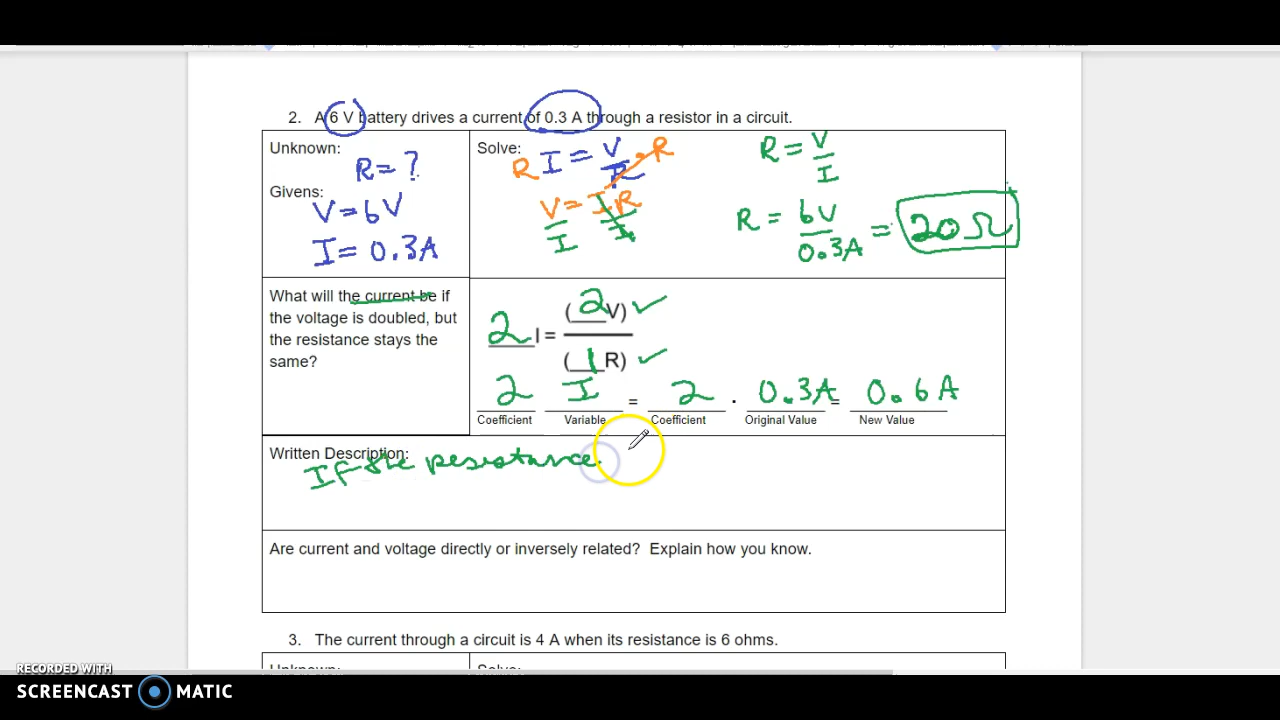 2. A 6 V battery drives a current of 0.3 A through a resistor in a circuit.
Unknown:
R = ?
Givens:
V = 6V
I = 0.3A
Solve:
R I = V/R · R
V/I = IR/I
R = V/I
R = 6V/0.3A = 20 Ω
What will the current be if
the voltage is doubled, but
the resistance stays the
same?
2 I = (2V) ✓
(1R) ✓
2 I = 2 · 0.3A = 0.6A
Coefficient Variable Coefficient Original Value New Value
Written Description:
If the resistance
Are current and voltage directly or inversely related? Explain how you know.
3. The current through a circuit is 4 A when its resistance is 6 ohms.
Unknown: Solve:
RECORDED WITH
SCREENCAST MATIC